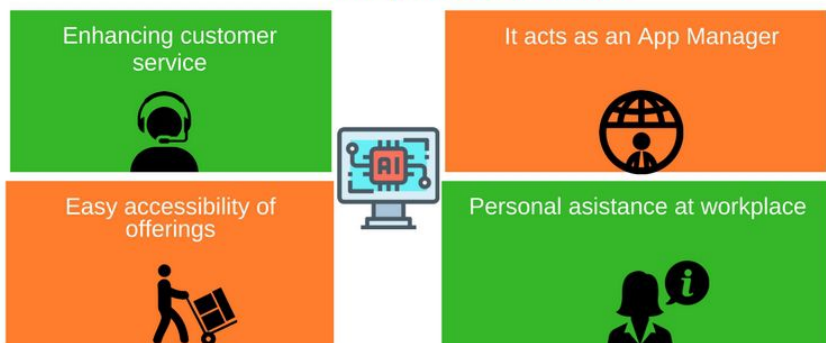 Enhancing customer
service
It acts as an App Manager
AI
Easy accessibility of
offerings
Personal asistance at workplace
i